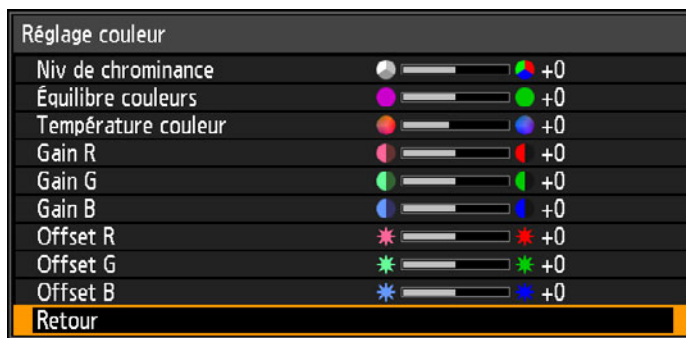 Réglage couleur
Niv de chrominance +0
Équilibre couleurs +0
Température couleur +0
Gain R +0
Gain G +0
Gain B +0
Offset R +0
Offset G +0
Offset B +0
Retour